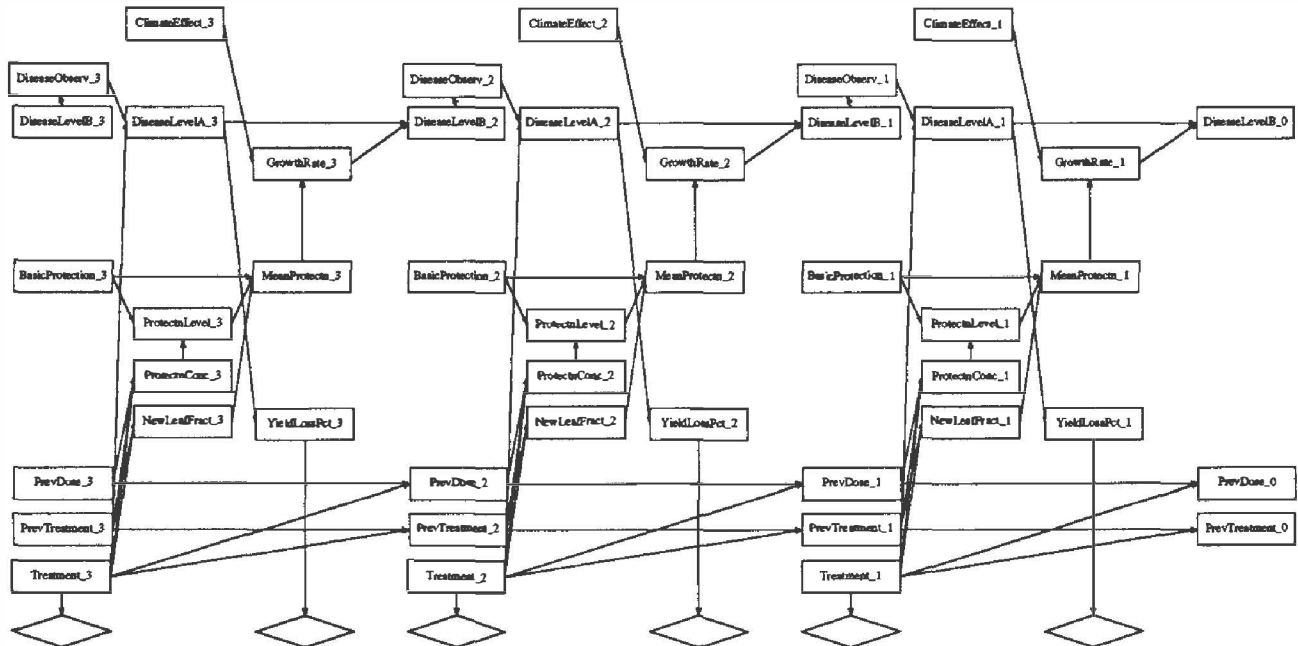 ClimateEffect_3 ClimateEffect_2 ClimateEffect_1
DiseaseObserv_3 DiseaseObserv_2 DiseaseObserv_1
DiseaseLevelB_3 DiseaseLevelA_3 DiseaseLevelB_2 DiseaseLevelA_2 DiseaseLevelB_1 DiseaseLevelA_1 DiseaseLevelB_0
GrowthRate_3 GrowthRate_2 GrowthRate_1
BasicProtection_3 MeanProtectn_3 BasicProtection_2 MeanProtectn_2 BasicProtection_1 MeanProtectn_1
ProtectnLevel_3 ProtectnLevel_2 ProtectnLevel_1
ProtectnConc_3 ProtectnConc_2 ProtectnConc_1
NewLeafFract_3 YieldLossPct_3 NewLeafFract_2 YieldLossPct_2 NewLeafFract_1 YieldLossPct_1
PrevDose_3 PrevDose_2 PrevDose_1 PrevDose_0
PrevTreatment_3 PrevTreatment_2 PrevTreatment_1 PrevTreatment_0
Treatment_3 Treatment_2 Treatment_1